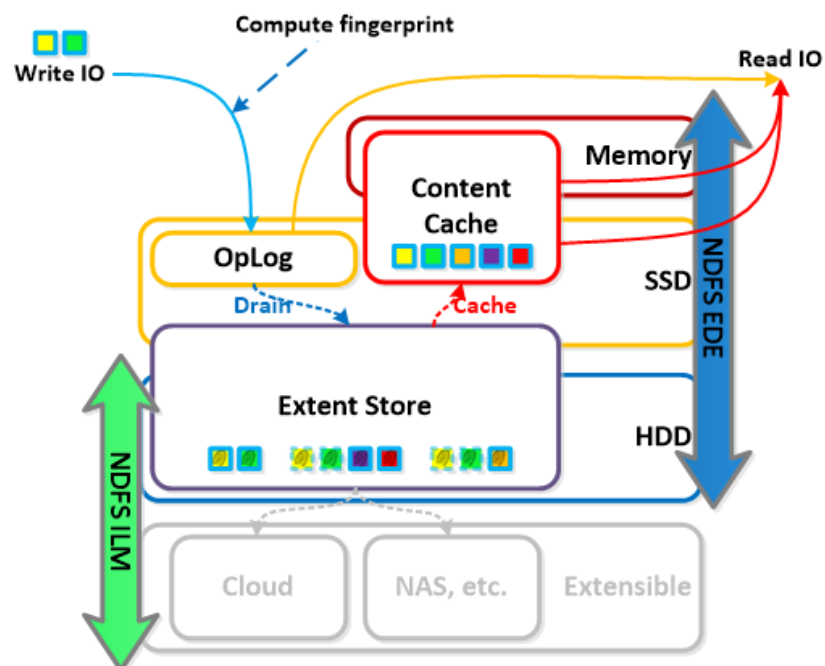 Compute fingerprint
Write IO
Read IO
Memory
Content
Cache
OpLog
SSD
Drain
Cache
NDFS EDE
Extent Store
HDD
NDFS ILM
Cloud
NAS, etc.
Extensible